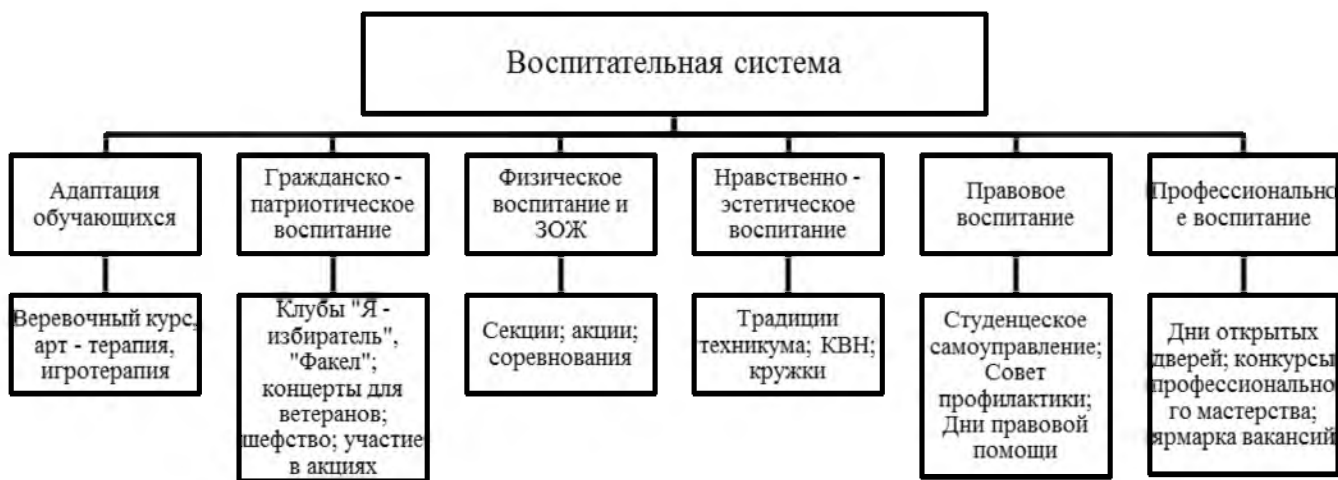 Воспитательная система
Адаптация
обучающихся
Гражданско -
патриотическое
воспитание
Физическое
воспитание и
ЗОЖ
Нравственно -
эстетическое
воспитание
Правовое
воспитание
Профессионально
е воспитание
Веревочный курс,
арт - терапия,
игротерапия
Клубы "Я -
избиратель",
"Факел";
концерты для
ветеранов;
шефство; участие
в акциях
Секции; акции;
соревнования
Традиции
техникума; КВН;
кружки
Студенцеское
самоуправление;
Совет
профилактики;
Дни правовой
помощи
Дни открытых
дверей; конкурсы
профессионально
го мастерства;
ярмарка вакансий